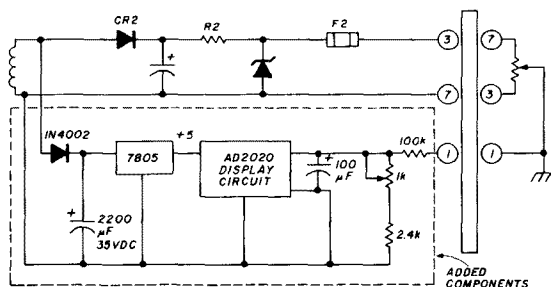 CR2
R2
F2
+
3
7
7
3
1N4002
7805
+5
AD2020
DISPLAY
CIRCUIT
+
100
μF
100k
1
1
1k
+
2200
μF
35VDC
2.4k
ADDED
COMPONENTS